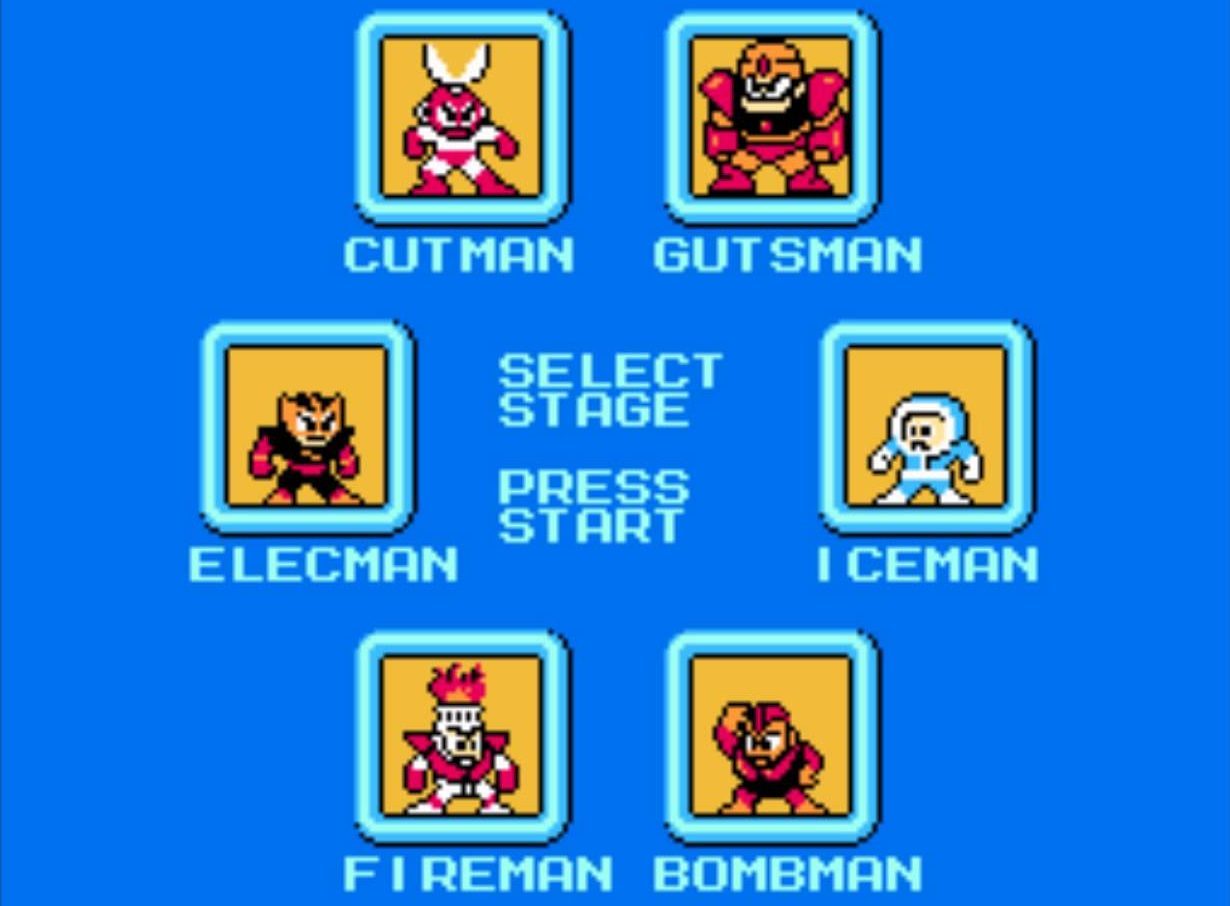 CUTMAN GUTSMAN
SELECT
STAGE
PRESS
START
ELECMAN ICEMAN
FIREMAN BOMBMAN